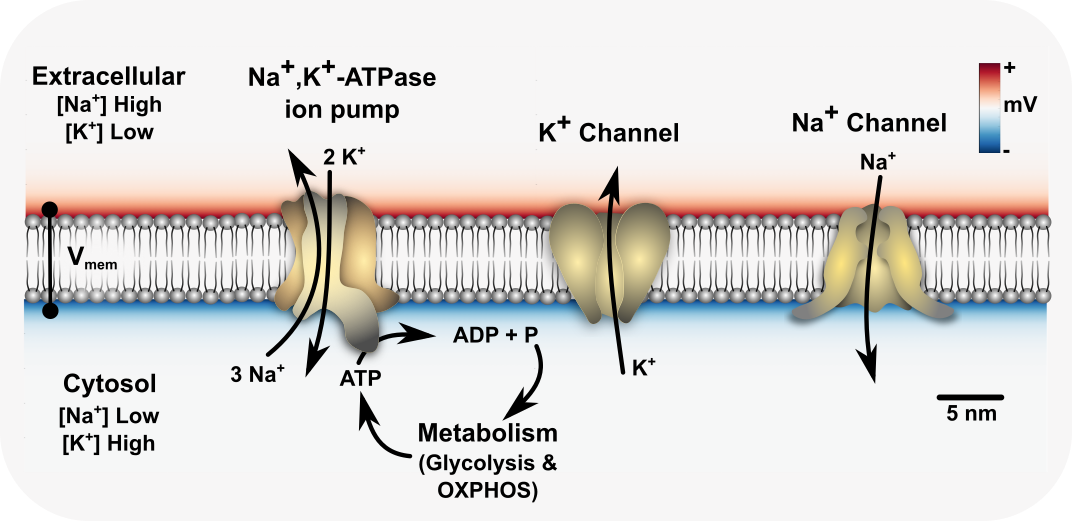 Extracellular
[Na⁺] High
[K⁺] Low
Na⁺,K⁺-ATPase
ion pump
2 K⁺
K⁺ Channel
Na⁺ Channel
Na⁺
+
mV
-
Vmem
3 Na⁺
ATP
ADP + P
K⁺
Cytosol
[Na⁺] Low
[K⁺] High
Metabolism
(Glycolysis &
OXPHOS)
5 nm